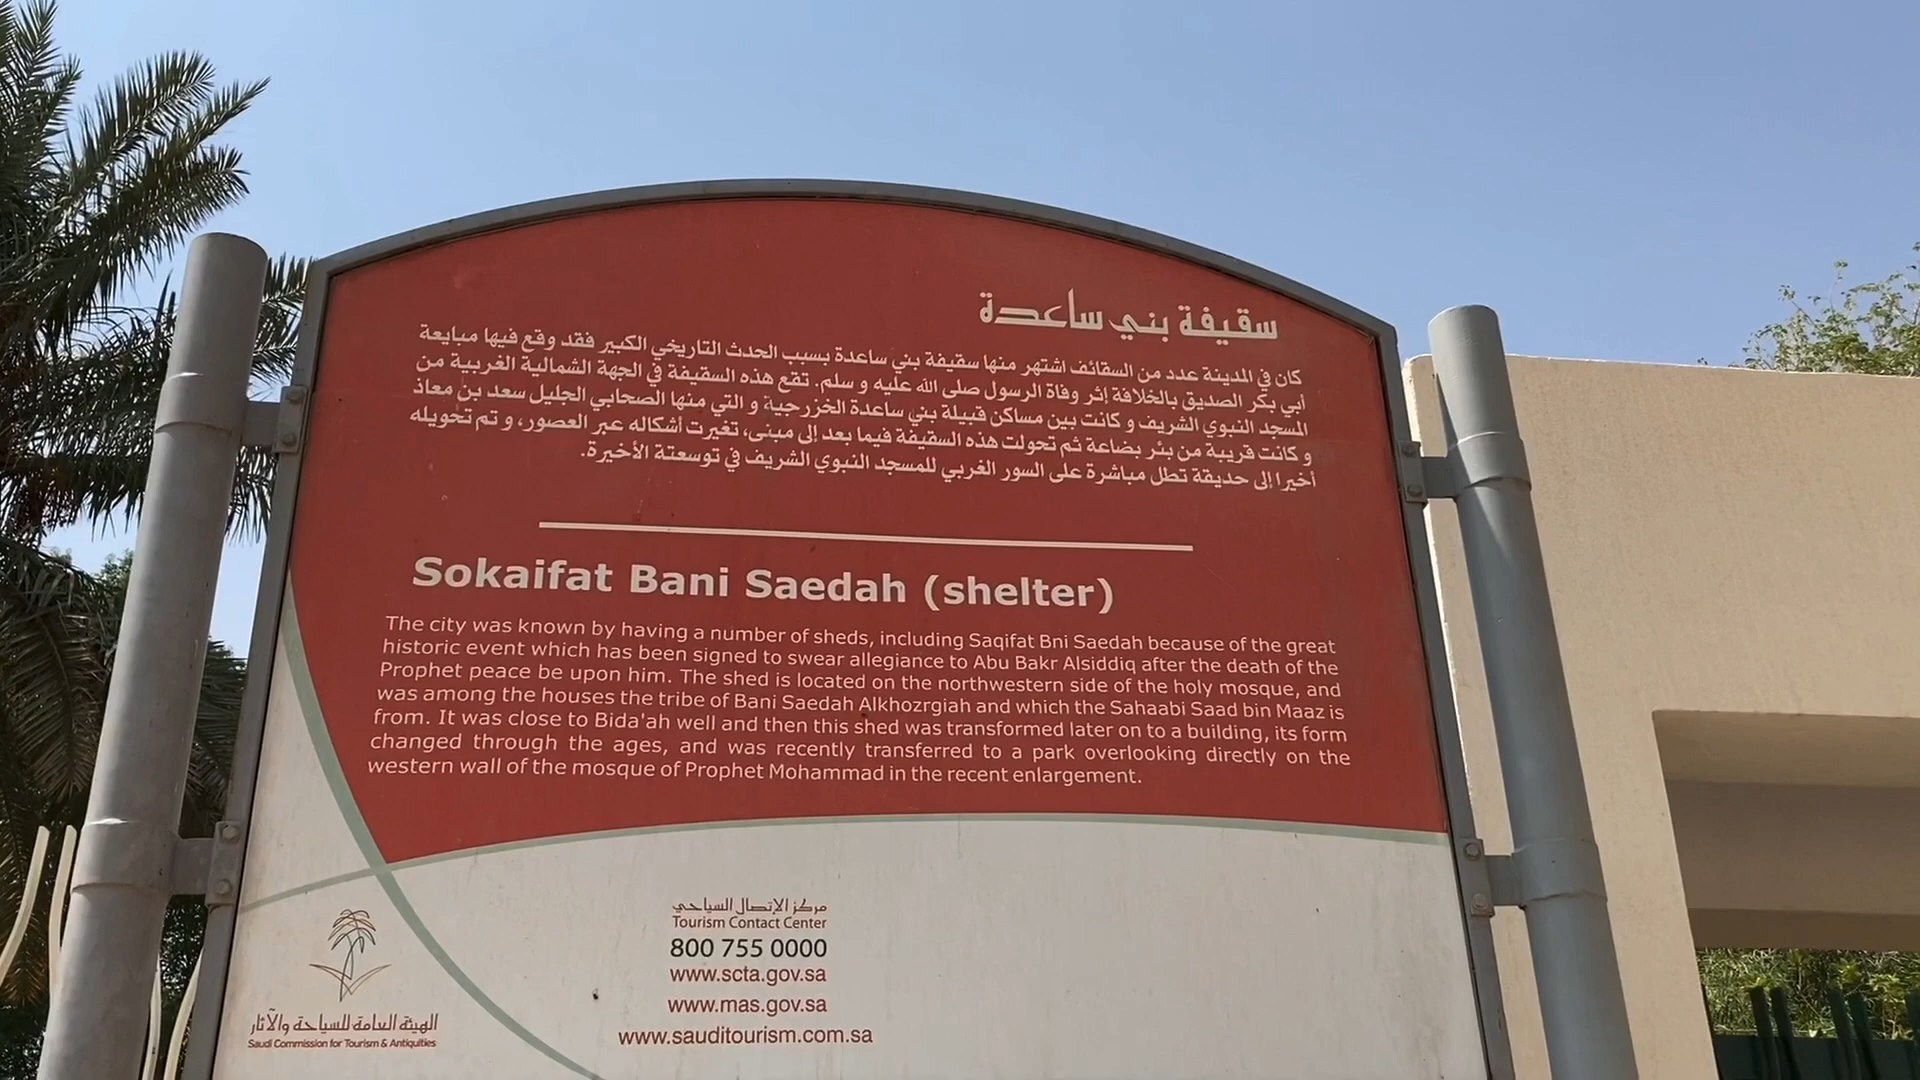 سقيفة بني ساعدة
كان في المدينة عدد من السقائف اشتهر منها سقيفة بني ساعدة بسبب الحدث التاريخي الكبير فقد وقع فيها مبايعة
أبي بكر الصديق بالخلافة إثر وفاة الرسول صلى الله عليه و سلم. تقع هذه السقيفة في الجهة الشمالية الغربية من
المسجد النبوي الشريف و كانت بين مساكن قبيلة بني ساعدة الخزرجية و التي منها الصحابي الجليل سعد بن معاذ
و كانت قريبة من بئر بضاعة ثم تحولت هذه السقيفة فيما بعد إلى مبنى، تغيرت أشكاله عبر العصور، و تم تحويله
أخيرا إلى حديقة تطل مباشرة على السور الغربي للمسجد النبوي الشريف في توسعتة الأخيرة.
Sokaifat Bani Saedah (shelter)
The city was known by having a number of sheds, including Saqifat Bni Saedah because of the great
historic event which has been signed to swear allegiance to Abu Bakr Alsiddiq after the death of the
Prophet peace be upon him. The shed is located on the northwestern side of the holy mosque, and
was among the houses the tribe of Bani Saedah Alkhozrgiah and which the Sahaabi Saad bin Maaz is
from. It was close to Bida'ah well and then this shed was transformed later on to a building, its form
changed through the ages, and was recently transferred to a park overlooking directly on the
western wall of the mosque of Prophet Mohammad in the recent enlargement.
مركز الإتصال السياحي
Tourism Contact Center
800 755 0000
www.scta.gov.sa
www.mas.gov.sa
www.sauditourism.com.sa
الهيئة العامة للسياحة والآثار
Saudi Commission for Tourism & Antiquities